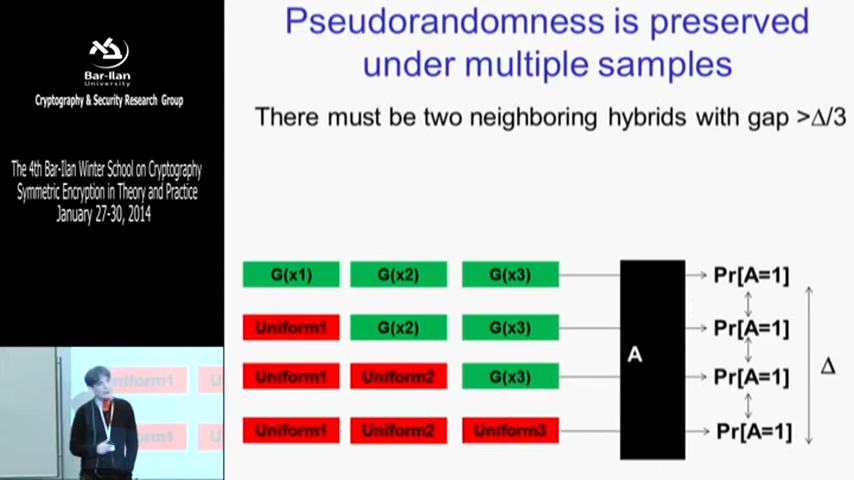 Bar-Ilan
University
Cryptography & Security Research Group
The 4th Bar-Ilan Winter School on Cryptography
Symmetric Encryption in Theory and Practice
January 27-30, 2014
Pseudorandomness is preserved
under multiple samples
There must be two neighboring hybrids with gap >Δ/3
G(x1) G(x2) G(x3) Pr[A=1]
Uniform1 G(x2) G(x3) Pr[A=1]
A
Uniform1 Uniform2 G(x3) Pr[A=1]
Δ
Uniform1 Uniform2 Uniform3 Pr[A=1]
niform1 U
orm1 U